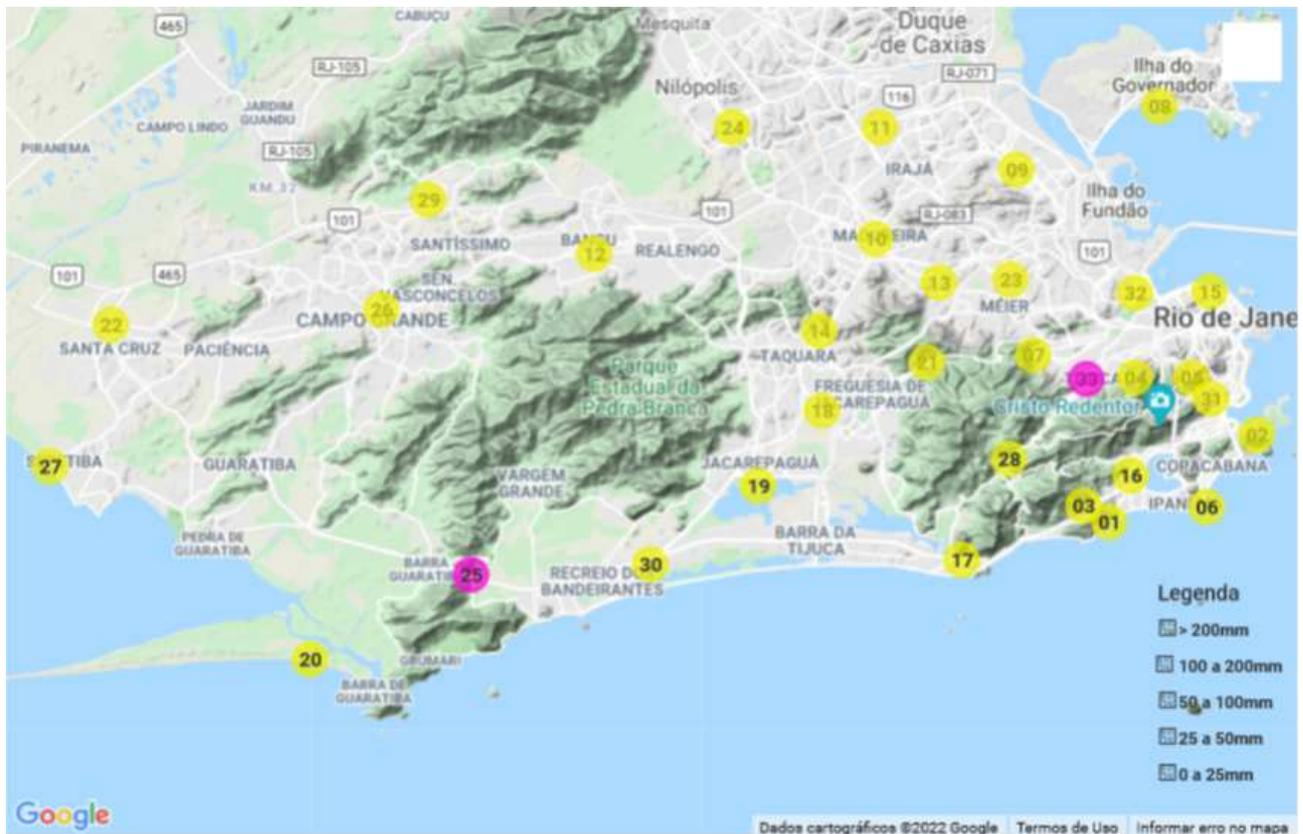 465
CABUÇU
Mesquita
Duque
de Caxias
RJ-105
RJ-071
Ilha do
Governador
Nilópolis
116
JARDIM
GUANDU
08
CAMPO LINDO
24
11
PIRANEMA
RJ-105
IRAJÁ
09
KM 32
Ilha do
Fundão
29
101
101
RJ-083
SANTÍSSIMO
12
REALENGO
10
101
101
465
SEN.
VASCONCELOS
13
23
32
15
MÉIER
26
CAMPO GRANDE
22
14
Rio de Jane
SANTA CRUZ
PACIÊNCIA
TAQUARA
21
07
Parque
Estadual da
Pedra Branca
33
04
05
FREGUESIA DE
JACAREPAGUÁ
31
Cristo Redentor
18
02
27
GUARATIBA
JACAREPAGUÁ
28
COPACABANA
VARGEM
GRANDE
16
19
03
IPAN
06
01
PEDRA DE
GUARATIBA
BARRA DA
TIJUCA
17
BARRA
GUARATIB
25
30
RECREIO DOS
BANDEIRANTES
Legenda
> 200mm
100 a 200mm
50 a 100mm
25 a 50mm
0 a 25mm
20
GRUMARI
BARRA DE
GUARATIBA
Google
Dados cartográficos ©2022 Google
Termos de Uso
Informar erro no mapa